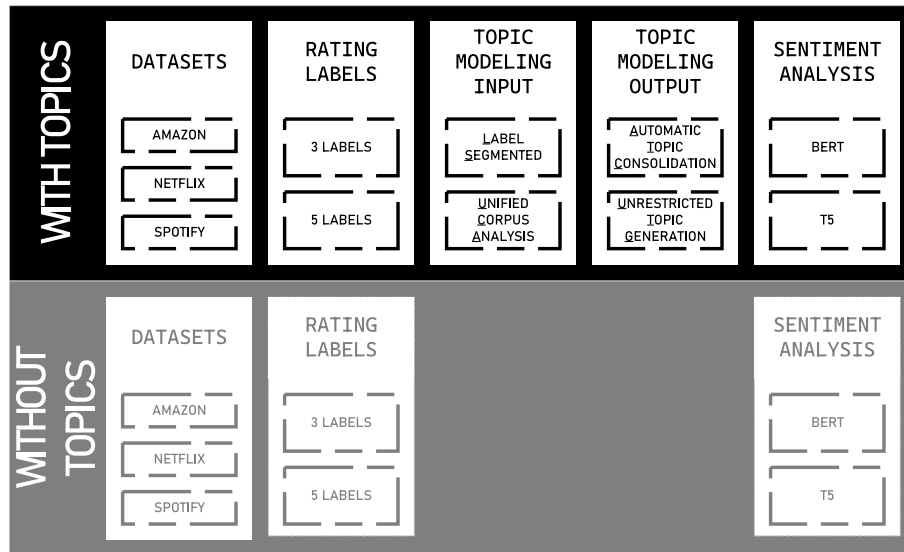 WITH TOPICS
DATASETS
AMAZON
NETFLIX
SPOTIFY
RATING
LABELS
3 LABELS
5 LABELS
TOPIC
MODELING
INPUT
LABEL
SEGMENTED
UNIFIED
CORPUS
ANALYSIS
TOPIC
MODELING
OUTPUT
AUTOMATIC
TOPIC
CONSOLIDATION
UNRESTRICTED
TOPIC
GENERATION
SENTIMENT
ANALYSIS
BERT
T5
WITHOUT
TOPICS
DATASETS
AMAZON
NETFLIX
SPOTIFY
RATING
LABELS
3 LABELS
5 LABELS
SENTIMENT
ANALYSIS
BERT
T5